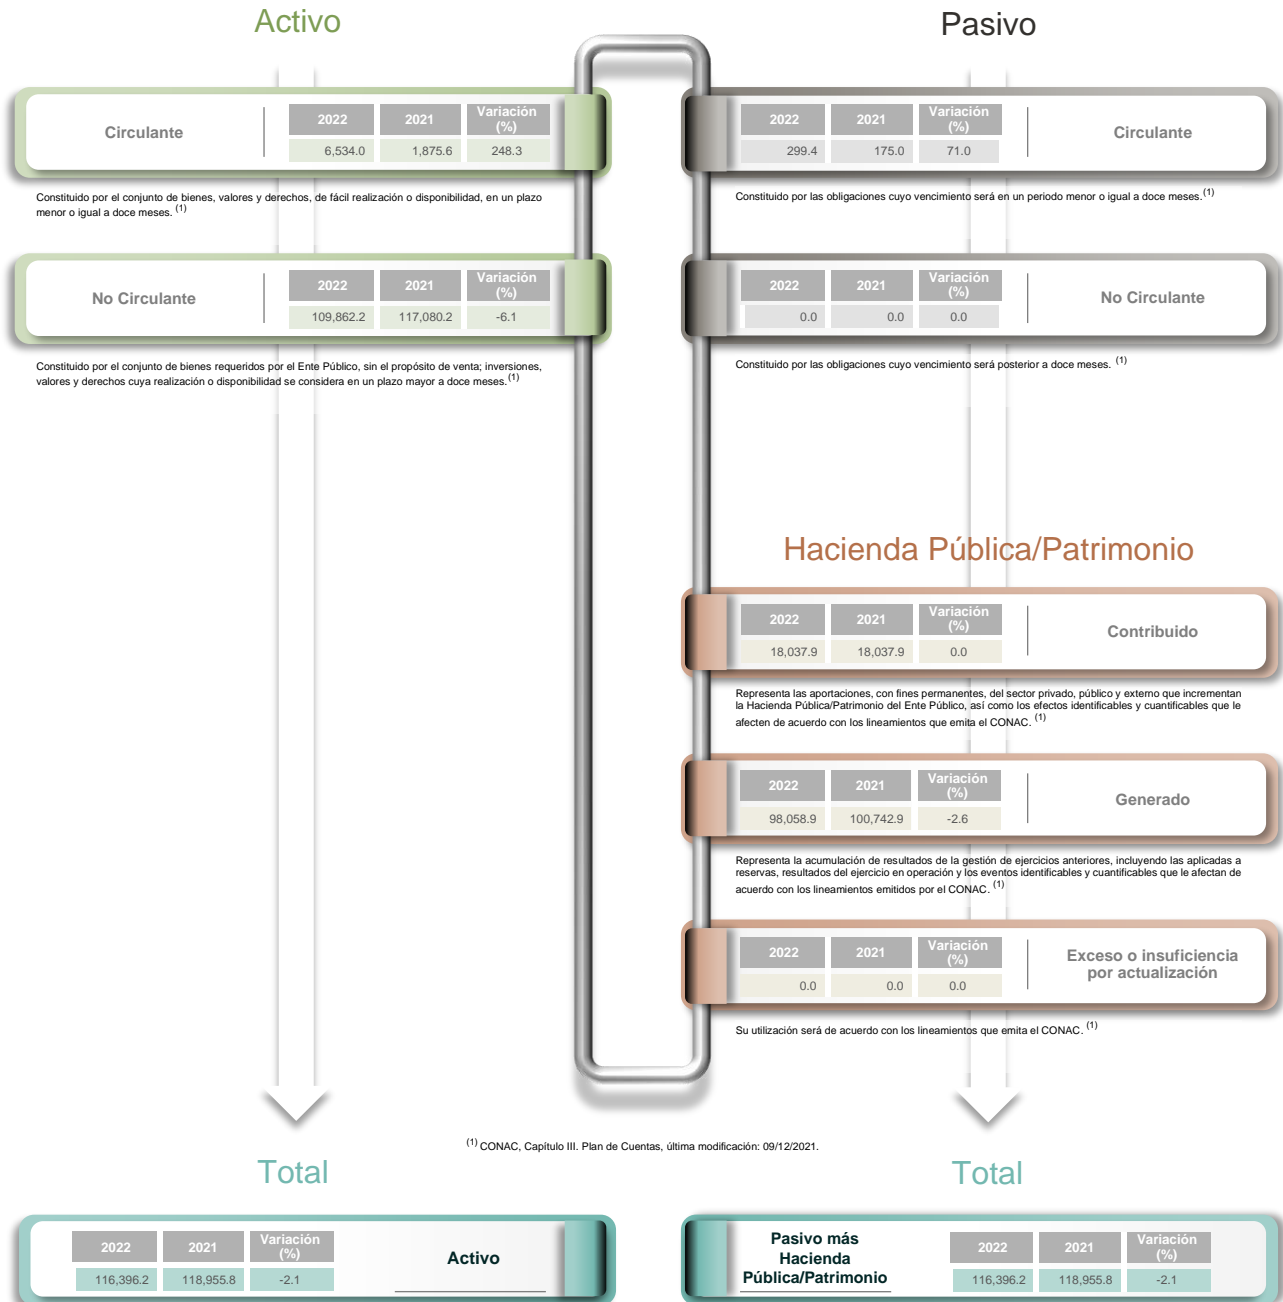 Activo
Circulante
2022 2021 Variación (%)
6,534.0 1,875.6 248.3
Constituido por el conjunto de bienes, valores y derechos, de fácil realización o disponibilidad, en un plazo
menor o igual a doce meses. (1)
No Circulante
2022 2021 Variación (%)
109,862.2 117,080.2 -6.1
Constituido por el conjunto de bienes requeridos por el Ente Público, sin el propósito de venta; inversiones,
valores y derechos cuya realización o disponibilidad se considera en un plazo mayor a doce meses. (1)
Pasivo
2022 2021 Variación (%)
299.4 175.0 71.0
Circulante
Constituido por las obligaciones cuyo vencimiento será en un periodo menor o igual a doce meses. (1)
2022 2021 Variación (%)
0.0 0.0 0.0
No Circulante
Constituido por las obligaciones cuyo vencimiento será posterior a doce meses. (1)
Hacienda Pública/Patrimonio
2022 2021 Variación (%)
18,037.9 18,037.9 0.0
Contribuido
Representa las aportaciones, con fines permanentes, del sector privado, público y externo que incrementan
la Hacienda Pública/Patrimonio del Ente Público, así como los efectos identificables y cuantificables que le
afecten de acuerdo con los lineamientos que emita el CONAC. (1)
2022 2021 Variación (%)
98,058.9 100,742.9 -2.6
Generado
Representa la acumulación de resultados de la gestión de ejercicios anteriores, incluyendo las aplicadas a
reservas, resultados del ejercicio en operación y los eventos identificables y cuantificables que le afectan de
acuerdo con los lineamientos emitidos por el CONAC. (1)
2022 2021 Variación (%)
0.0 0.0 0.0
Exceso o insuficiencia
por actualización
Su utilización será de acuerdo con los lineamientos que emita el CONAC. (1)
(1) CONAC, Capítulo III. Plan de Cuentas, última modificación: 09/12/2021.
Total
2022 2021 Variación (%)
116,396.2 118,955.8 -2.1
Activo
Total
Pasivo más
Hacienda
Pública/Patrimonio
2022 2021 Variación (%)
116,396.2 118,955.8 -2.1